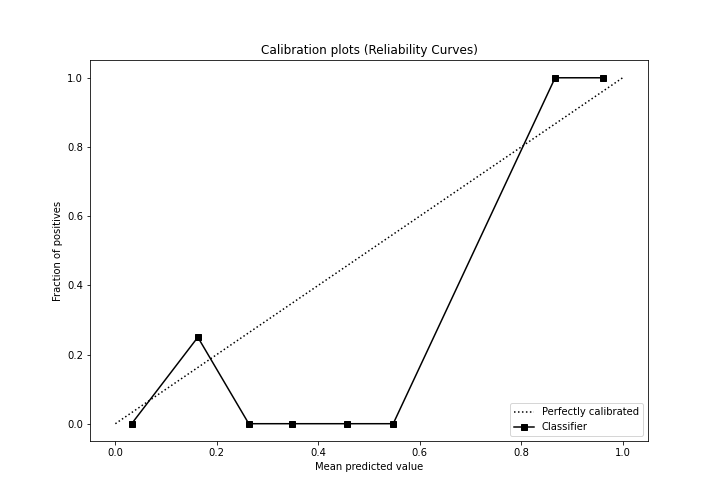 Calibration plots (Reliability Curves)
1.0
0.8
0.6
0.4
0.2
0.0
Fraction of positives
0.0 0.2 0.4 0.6 0.8 1.0
Mean predicted value
Perfectly calibrated
Classifier